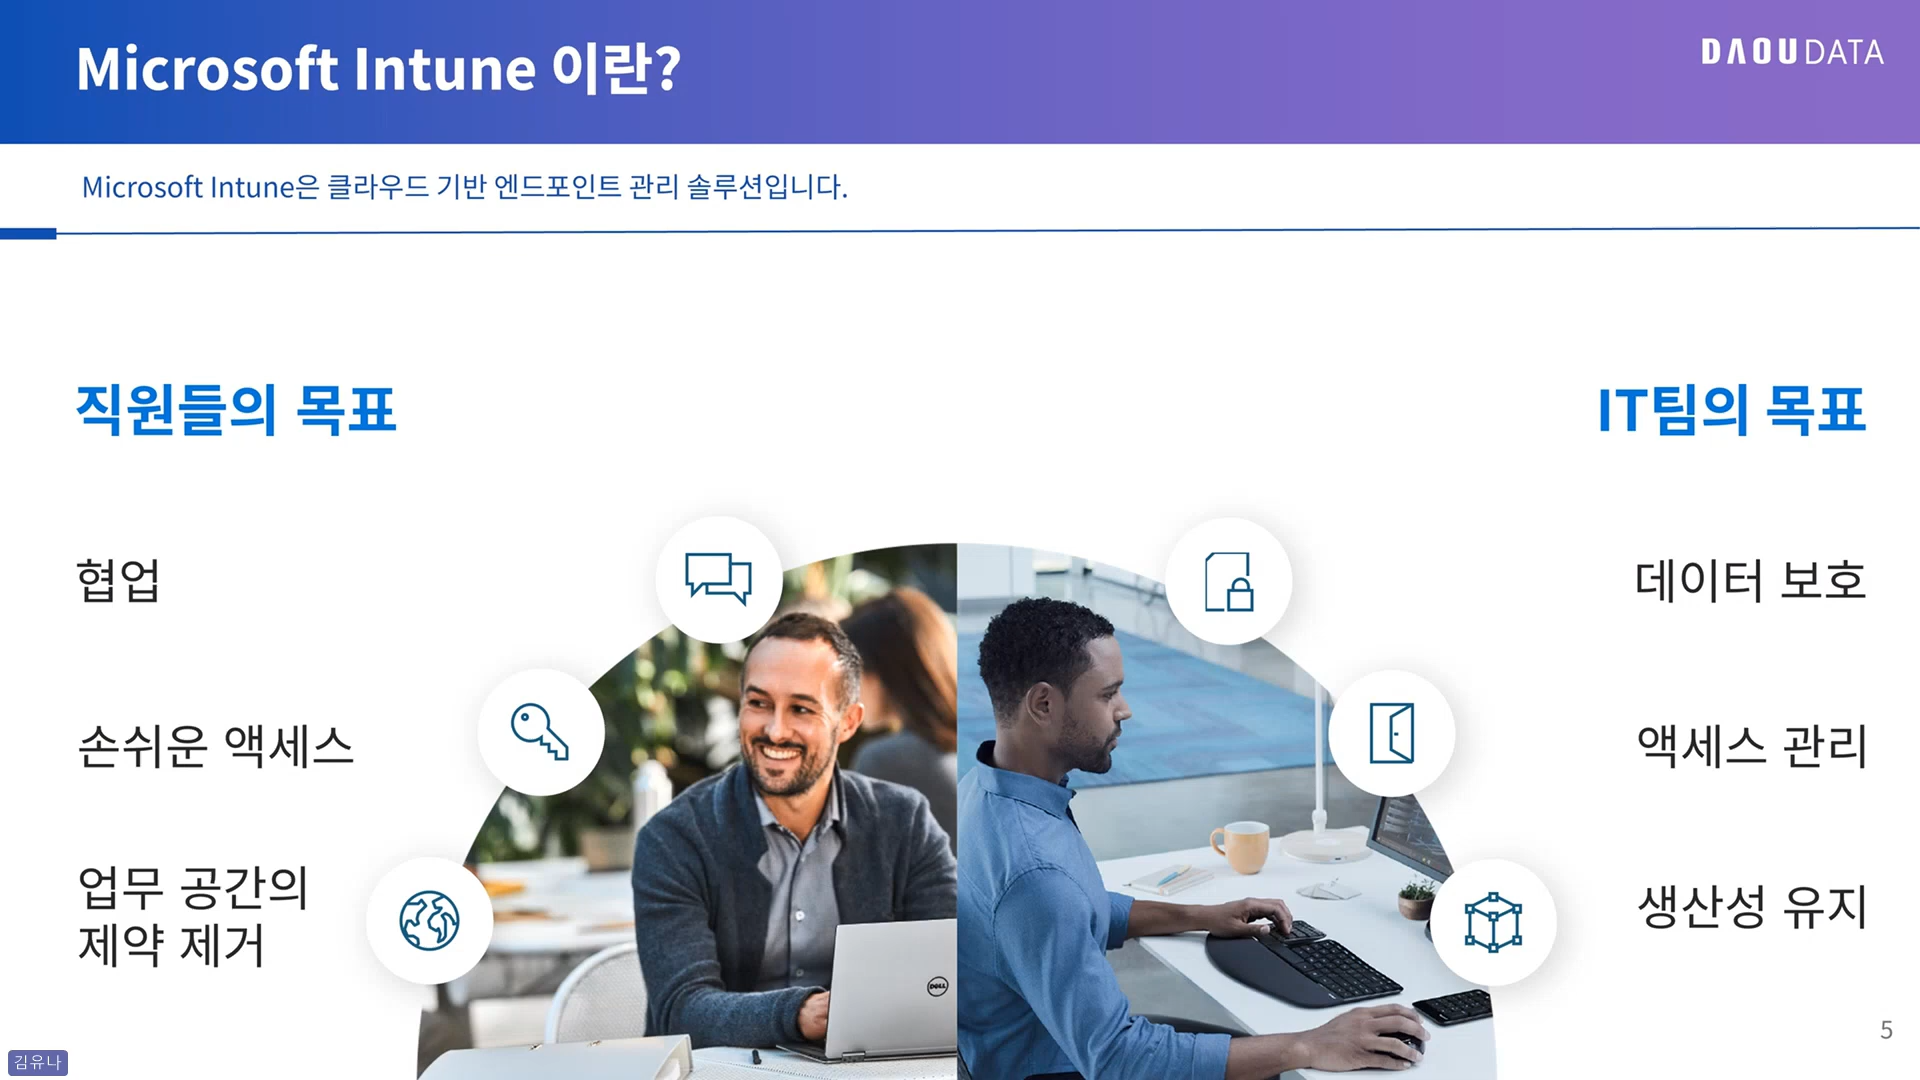 Microsoft Intune 이란?
DAOUDATA
Microsoft Intune은 클라우드 기반 엔드포인트 관리 솔루션입니다.
직원들의 목표
협업
손쉬운 액세스
업무 공간의
제약 제거
IT팀의 목표
데이터 보호
액세스 관리
생산성 유지
DELL
5
김유나